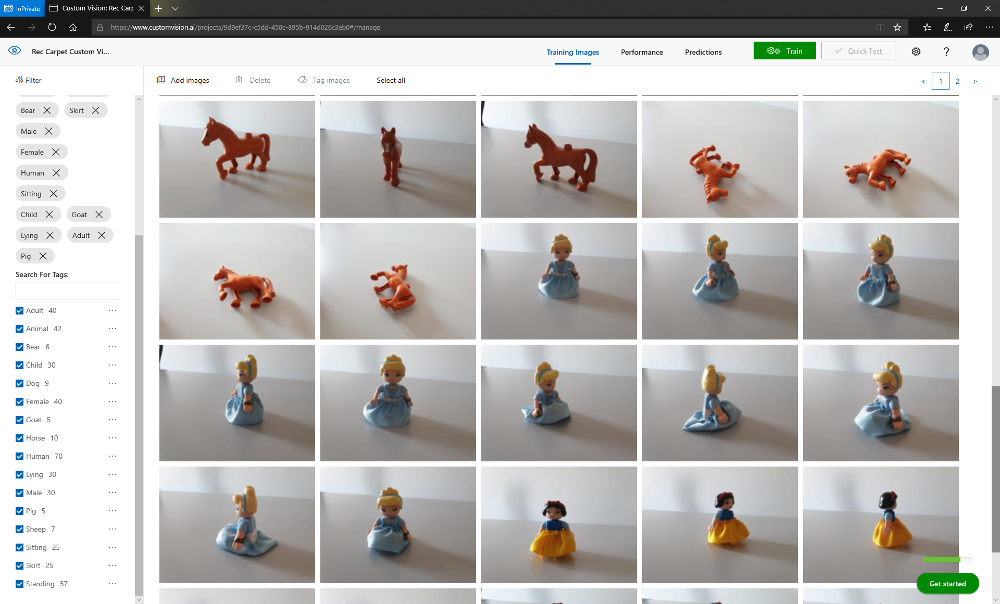 InPrivate
Custom Vision: Rec Carp
https://www.customvision.ai/projects/9d9ef37c-c5dd-450c-895b-914d026c3eb0#/manage
Rec Carpet Custom Vi...
Training Images
Performance
Predictions
Train
Quick Test
?
Filter
Add images
Delete
Tag images
Select all
< 1 2 >
Bear
Skirt
Male
Female
Human
Sitting
Child
Goat
Lying
Adult
Pig
Search For Tags:
Adult 40
Animal 42
Bear 6
Child 30
Dog 9
Female 40
Goat 5
Horse 10
Human 70
Lying 30
Male 30
Pig 5
Sheep 7
Sitting 25
Skirt 25
Standing 57
Get started